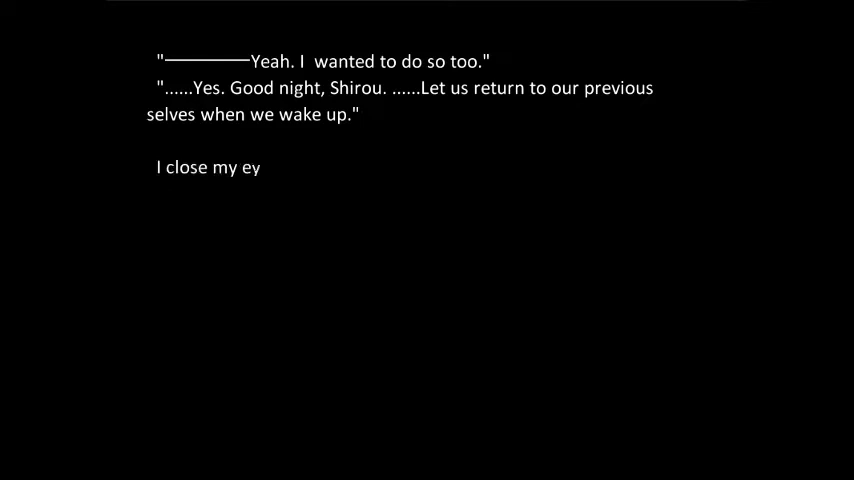 "―――――Yeah. I  wanted to do so too."
"......Yes. Good night, Shirou. ......Let us return to our previous
selves when we wake up."
I close my ey